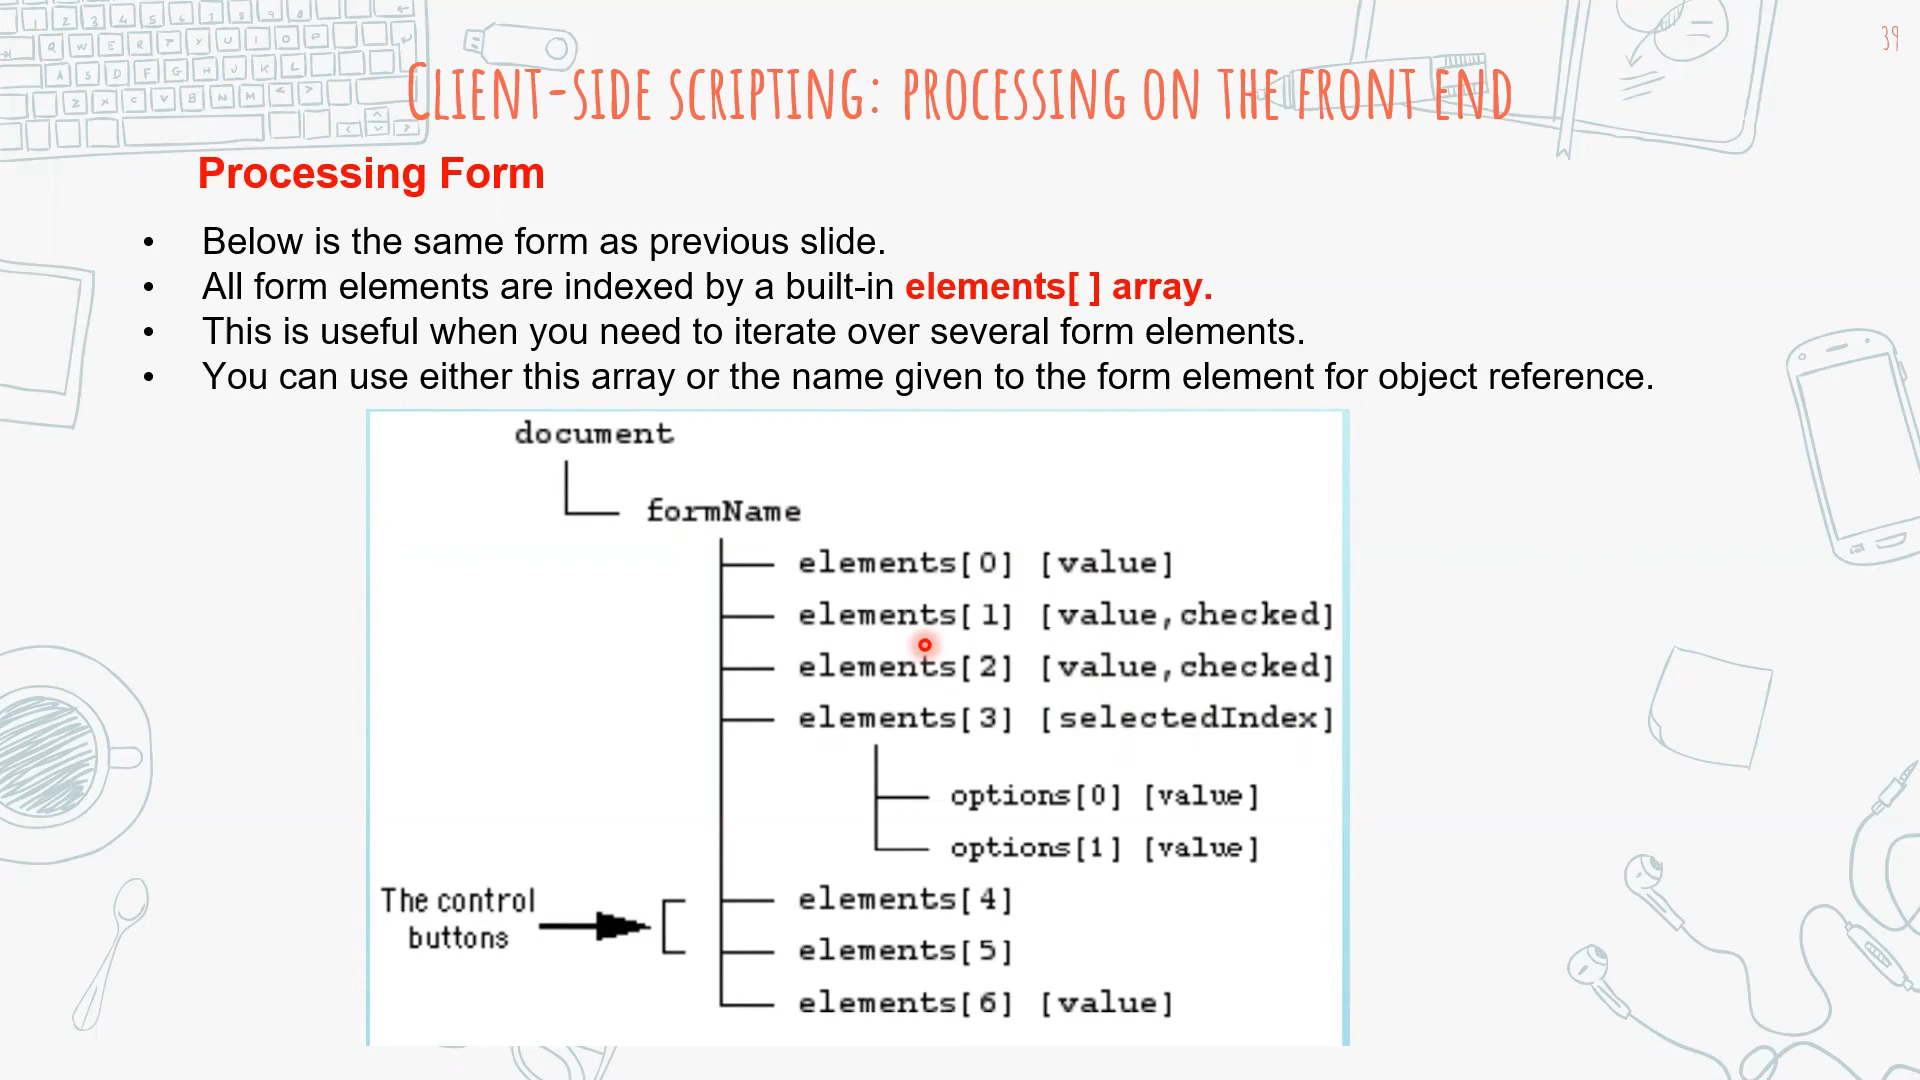 39
CLIENT-SIDE SCRIPTING: PROCESSING ON THE FRONT END
Processing Form
• Below is the same form as previous slide.
• All form elements are indexed by a built-in elements[ ] array.
• This is useful when you need to iterate over several form elements.
• You can use either this array or the name given to the form element for object reference.
document
formName
elements[0] [value]
elements[1] [value,checked]
elements[2] [value,checked]
elements[3] [selectedIndex]
options[0] [value]
options[1] [value]
The control
buttons
elements[4]
elements[5]
elements[6] [value]